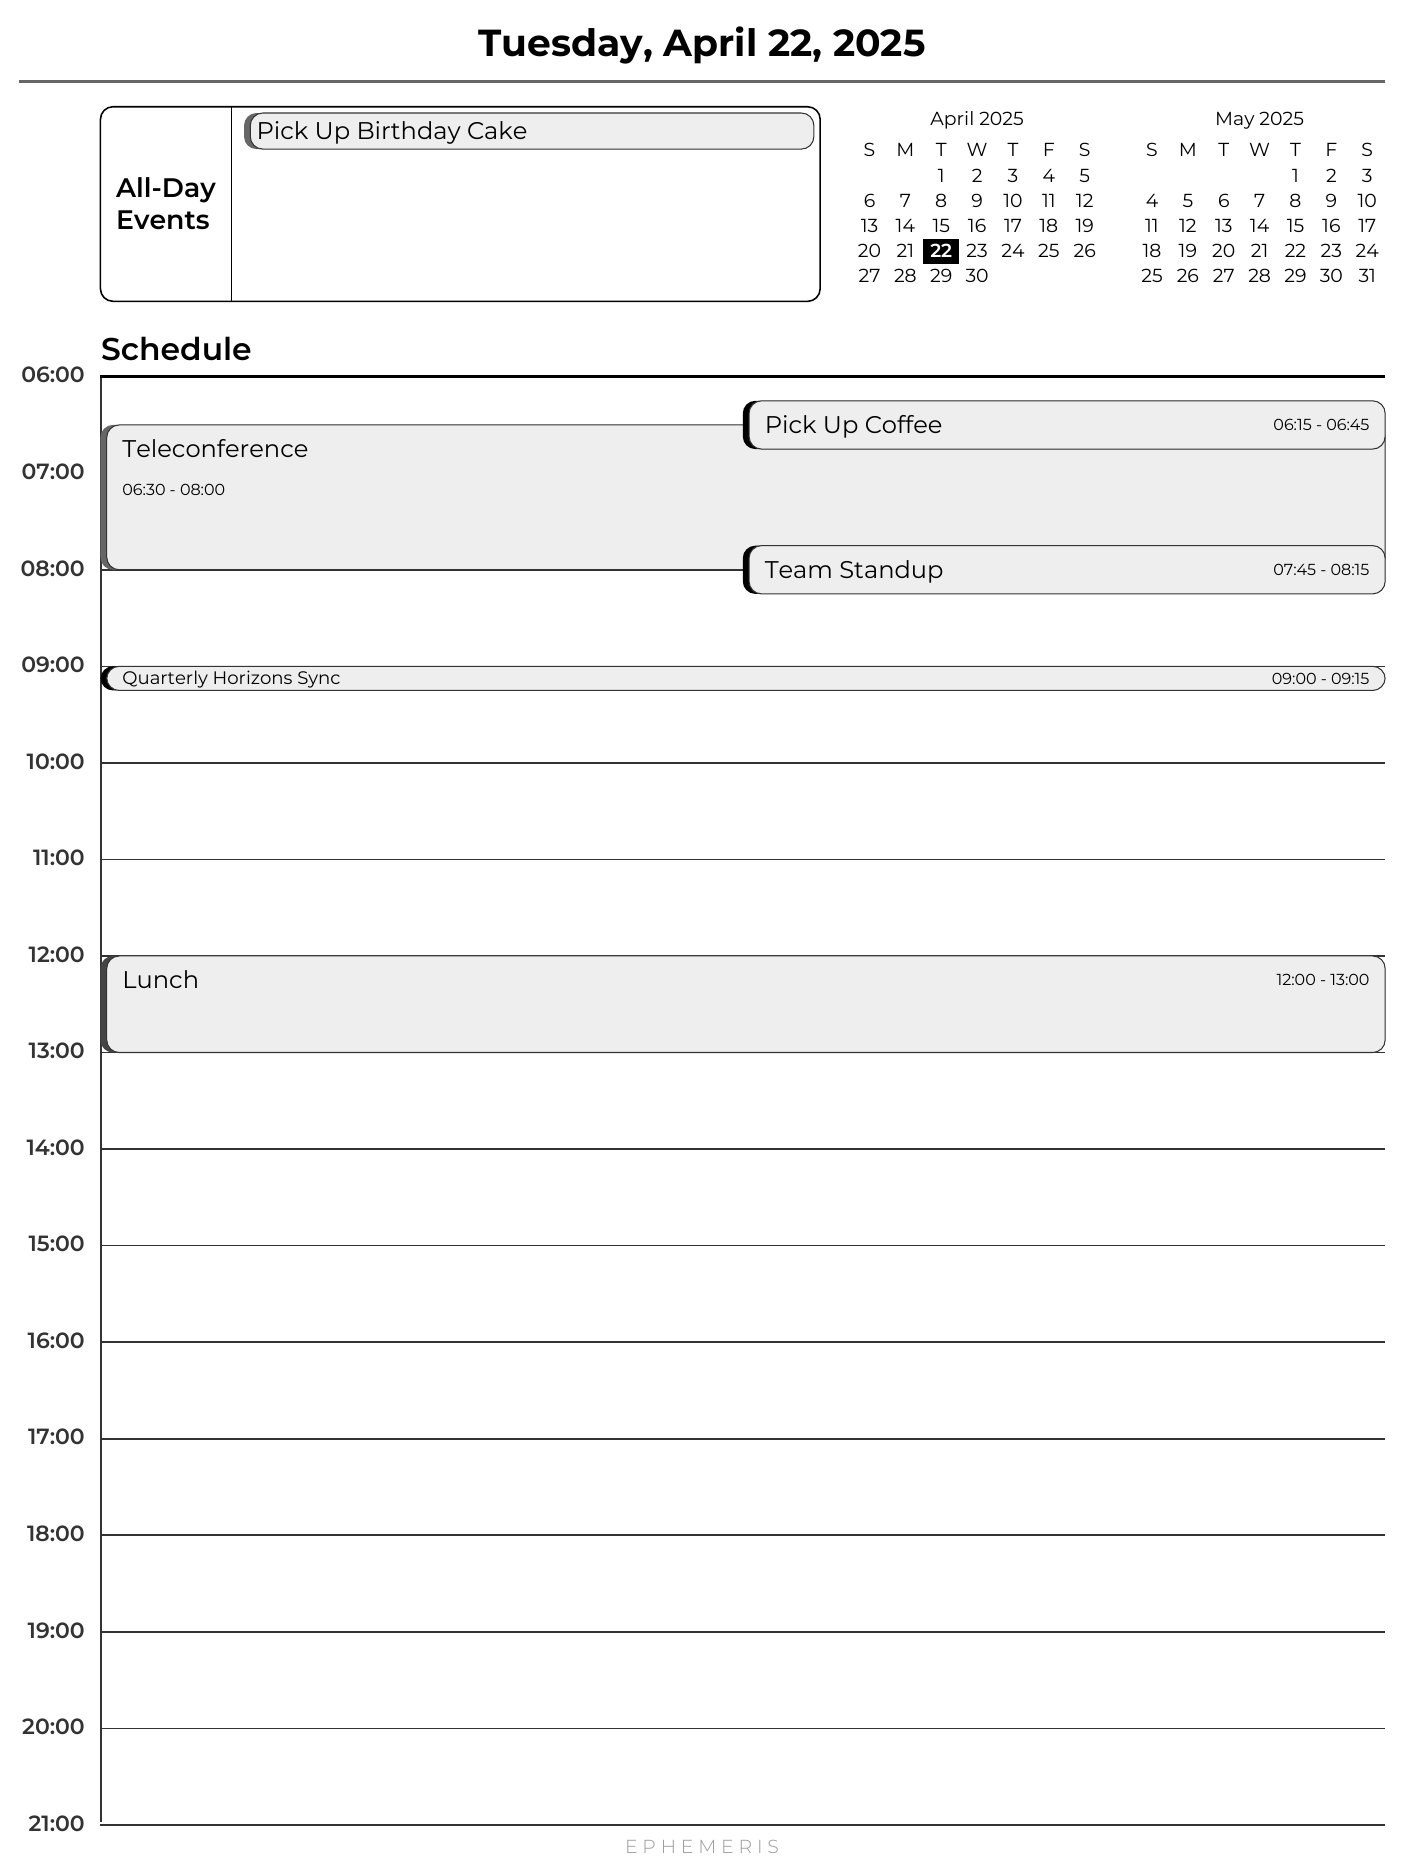 Tuesday, April 22, 2025
All-Day
Events
Pick Up Birthday Cake
April 2025
S M T W T F S
1 2 3 4 5
6 7 8 9 10 11 12
13 14 15 16 17 18 19
20 21 22 23 24 25 26
27 28 29 30
May 2025
S M T W T F S
1 2 3
4 5 6 7 8 9 10
11 12 13 14 15 16 17
18 19 20 21 22 23 24
25 26 27 28 29 30 31
Schedule
06:00
Pick Up Coffee 06:15 - 06:45
Teleconference
07:00
06:30 - 08:00
08:00
Team Standup 07:45 - 08:15
09:00
Quarterly Horizons Sync 09:00 - 09:15
10:00
11:00
12:00
Lunch 12:00 - 13:00
13:00
14:00
15:00
16:00
17:00
18:00
19:00
20:00
21:00
EPHEMERIS